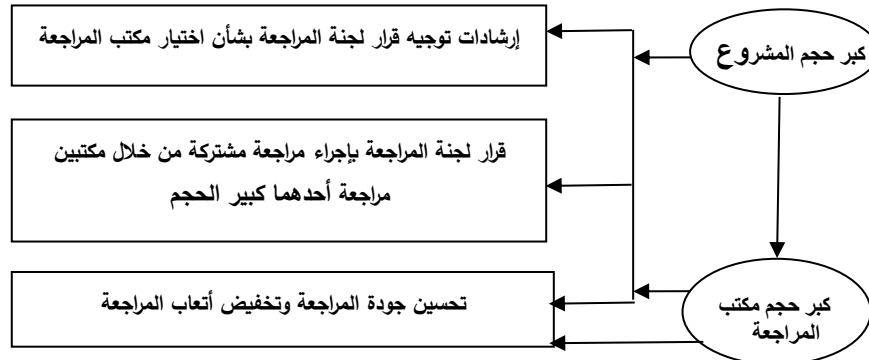 كبر حجم المشروع
إرشادات توجيه قرار لجنة المراجعة بشأن اختيار مكتب المراجعة
قرار لجنة المراجعة بإجراء مراجعة مشتركة من خلال مكتبين
مراجعة أحدهما كبير الحجم
كبر حجم مكتب
المراجعة
تحسين جودة المراجعة وتخفيض أتعاب المراجعة